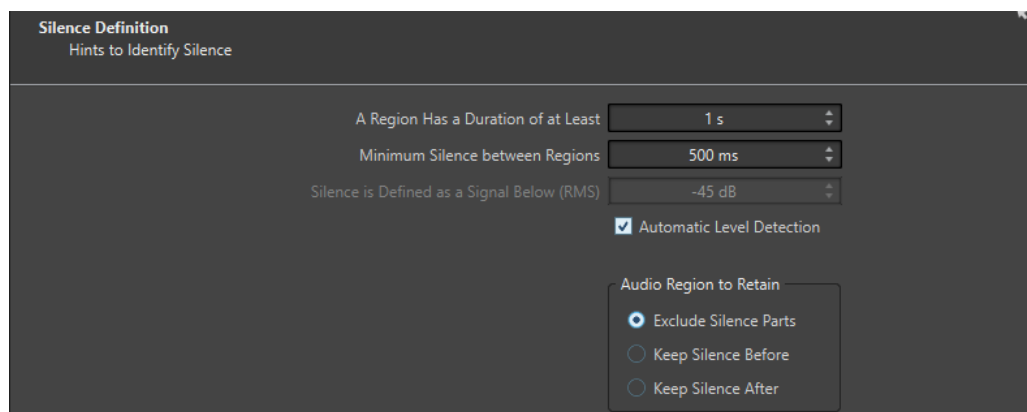 Silence Definition
Hints to Identify Silence
A Region Has a Duration of at Least 1 s
Minimum Silence between Regions 500 ms
Silence is Defined as a Signal Below (RMS) -45 dB
Automatic Level Detection
Audio Region to Retain
Exclude Silence Parts
Keep Silence Before
Keep Silence After